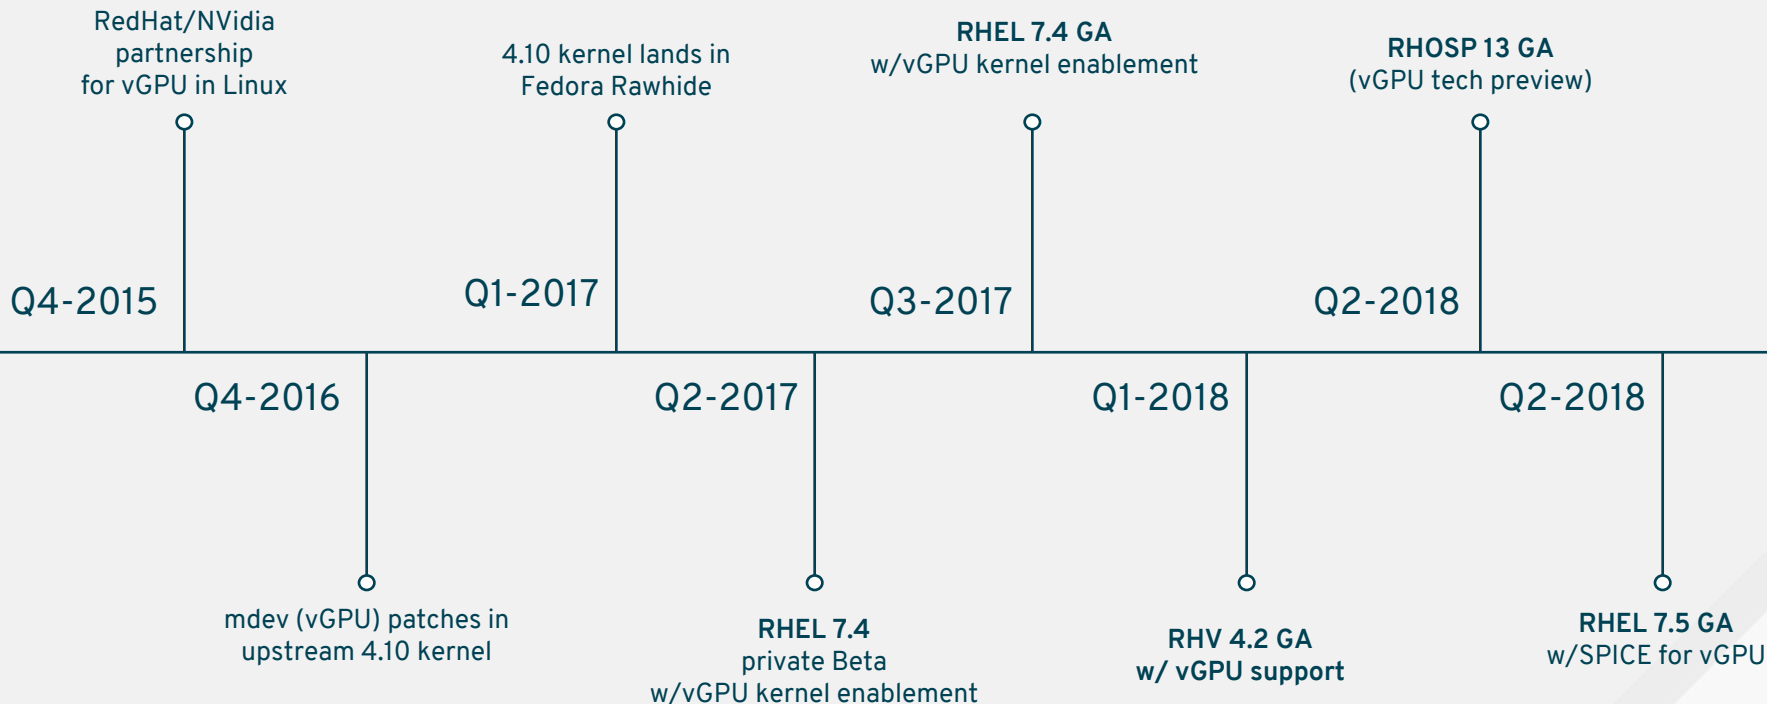 RedHat/NVidia
partnership
for vGPU in Linux
4.10 kernel lands in
Fedora Rawhide
RHEL 7.4 GA
w/vGPU kernel enablement
RHOSP 13 GA
(vGPU tech preview)
Q4-2015
Q1-2017
Q3-2017
Q2-2018
Q4-2016
Q2-2017
Q1-2018
Q2-2018
mdev (vGPU) patches in
upstream 4.10 kernel
RHEL 7.4
private Beta
w/vGPU kernel enablement
RHV 4.2 GA
w/ vGPU support
RHEL 7.5 GA
w/SPICE for vGPU